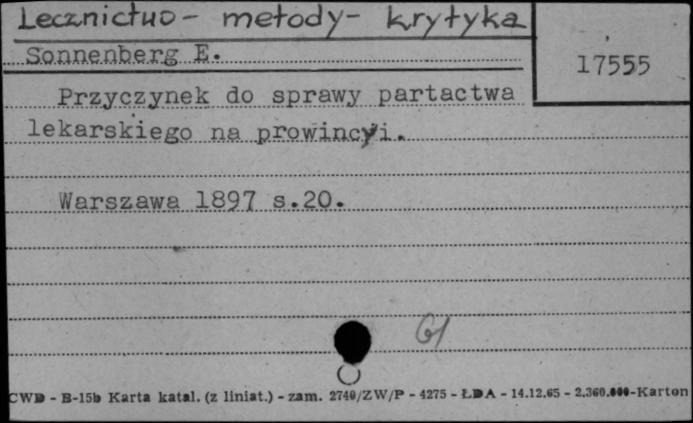 Lecznictwo - metody - krytyka
Sonnenberg E.
17555
Przyczynek do sprawy partactwa
lekarskiego na prowincyi.
Warszawa 1897 s.20.
61
CWD - B-15b Karta katal. (z liniat.) - zam. 2740/ZW/P - 4275 - ŁDA - 14.12.65 - 2.360.000-Karton